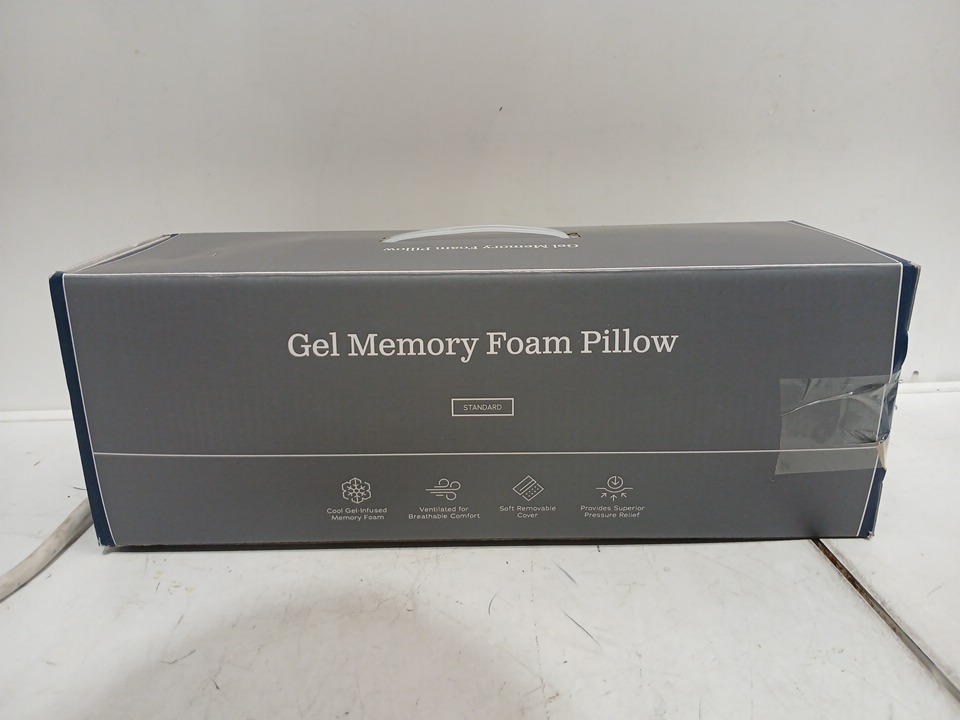 Gel Memory Foam Pillow
Gel Memory Foam Pillow
STANDARD
Cool Gel-Infused
Memory Foam
Ventilated for
Breathable Comfort
Soft Removable
Cover
Provides Superior
Pressure Relief